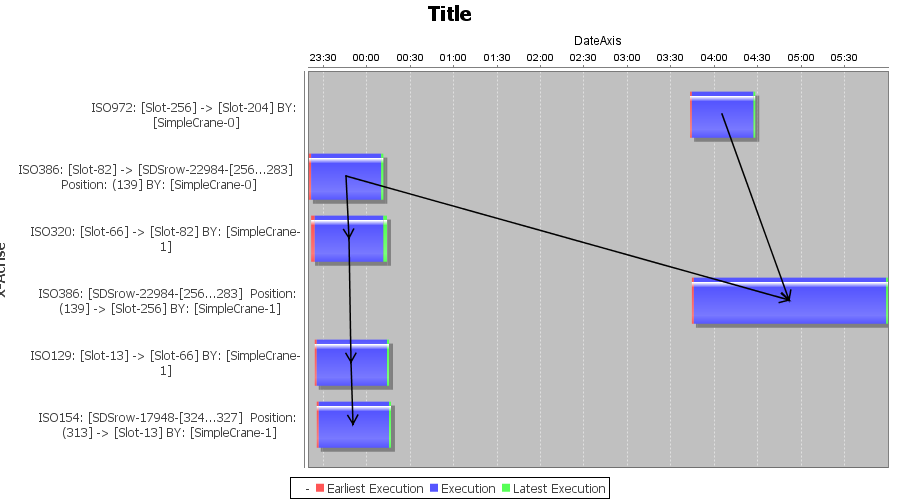 Title
DateAxis
23:30 00:00 00:30 01:00 01:30 02:00 02:30 03:00 03:30 04:00 04:30 05:00 05:30
ISO972: [Slot-256] -> [Slot-204] BY:
[SimpleCrane-0]
ISO386: [Slot-82] -> [SDSrow-22984-[256...283]
Position: (139] BY: [SimpleCrane-0]
ISO320: [Slot-66] -> [Slot-82] BY: [SimpleCrane-
1]
ISO386: [SDSrow-22984-[256...283] Position:
(139] -> [Slot-256] BY: [SimpleCrane-1]
ISO129: [Slot-13] -> [Slot-66] BY: [SimpleCrane-
1]
ISO154: [SDSrow-17948-[324...327] Position:
(313] -> [Slot-13] BY: [SimpleCrane-1]
- Earliest Execution Execution Latest Execution